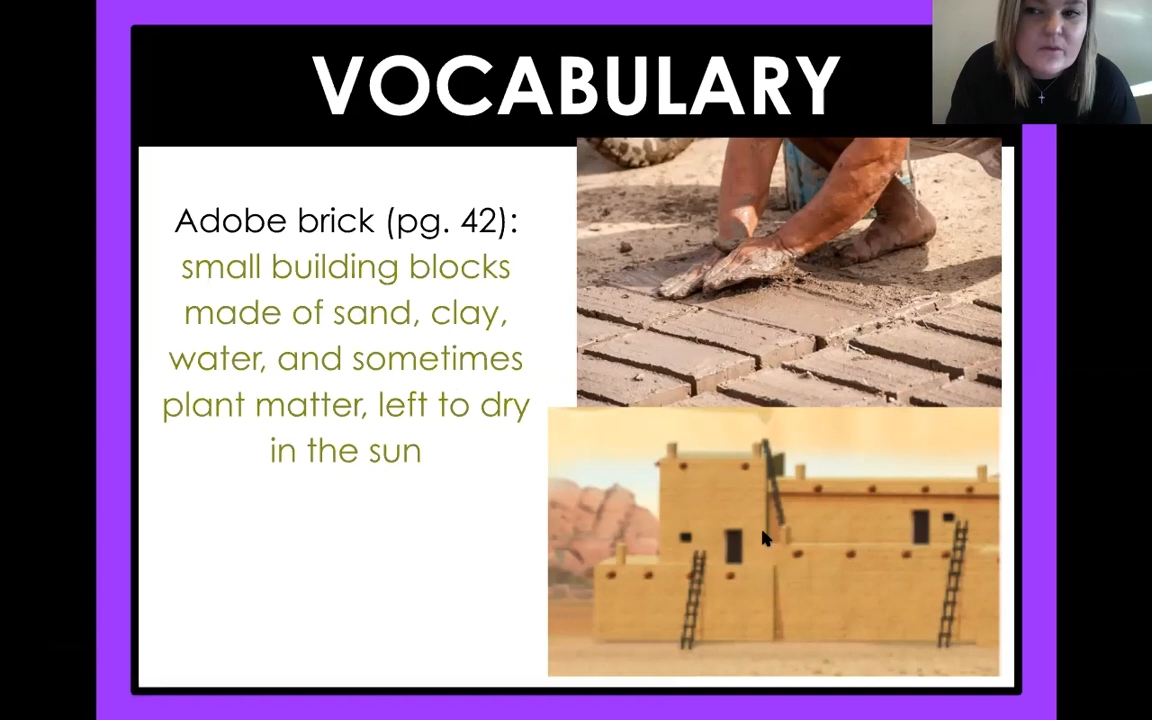 VOCABULARY
Adobe brick (pg. 42):
small building blocks
made of sand, clay,
water, and sometimes
plant matter, left to dry
in the sun